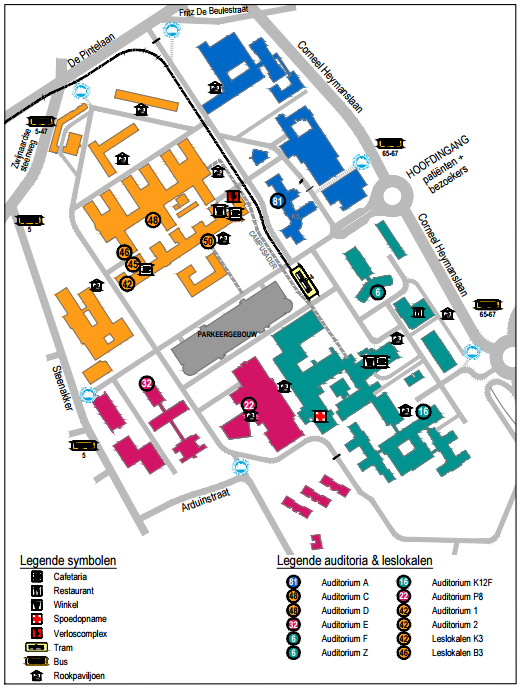 Fritz De Beulestraat
De Pintelaan
Corneel Heymanslaan
5-47
Zwijnaardse
steenweg
65-67
HOOFDINGANG
patiënten +
bezoekers
81
K3
48
5
50
46
45
42
CAMPUSADER
Corneel Heymanslaan
6
65-67
PARKEERGEBOUW
32
22
16
Steenakker
5
Arduinstraat
Legende symbolen
Cafetaria
Restaurant
Winkel
Spoedopname
Verloscomplex
Tram
Bus
Rookpaviljoen
Legende auditoria & leslokalen
81 Auditorium A
48 Auditorium C
48 Auditorium D
32 Auditorium E
6 Auditorium F
6 Auditorium Z
16 Auditorium K12F
22 Auditorium P8
42 Auditorium 1
42 Auditorium 2
42 Leslokalen K3
46 Leslokalen B3